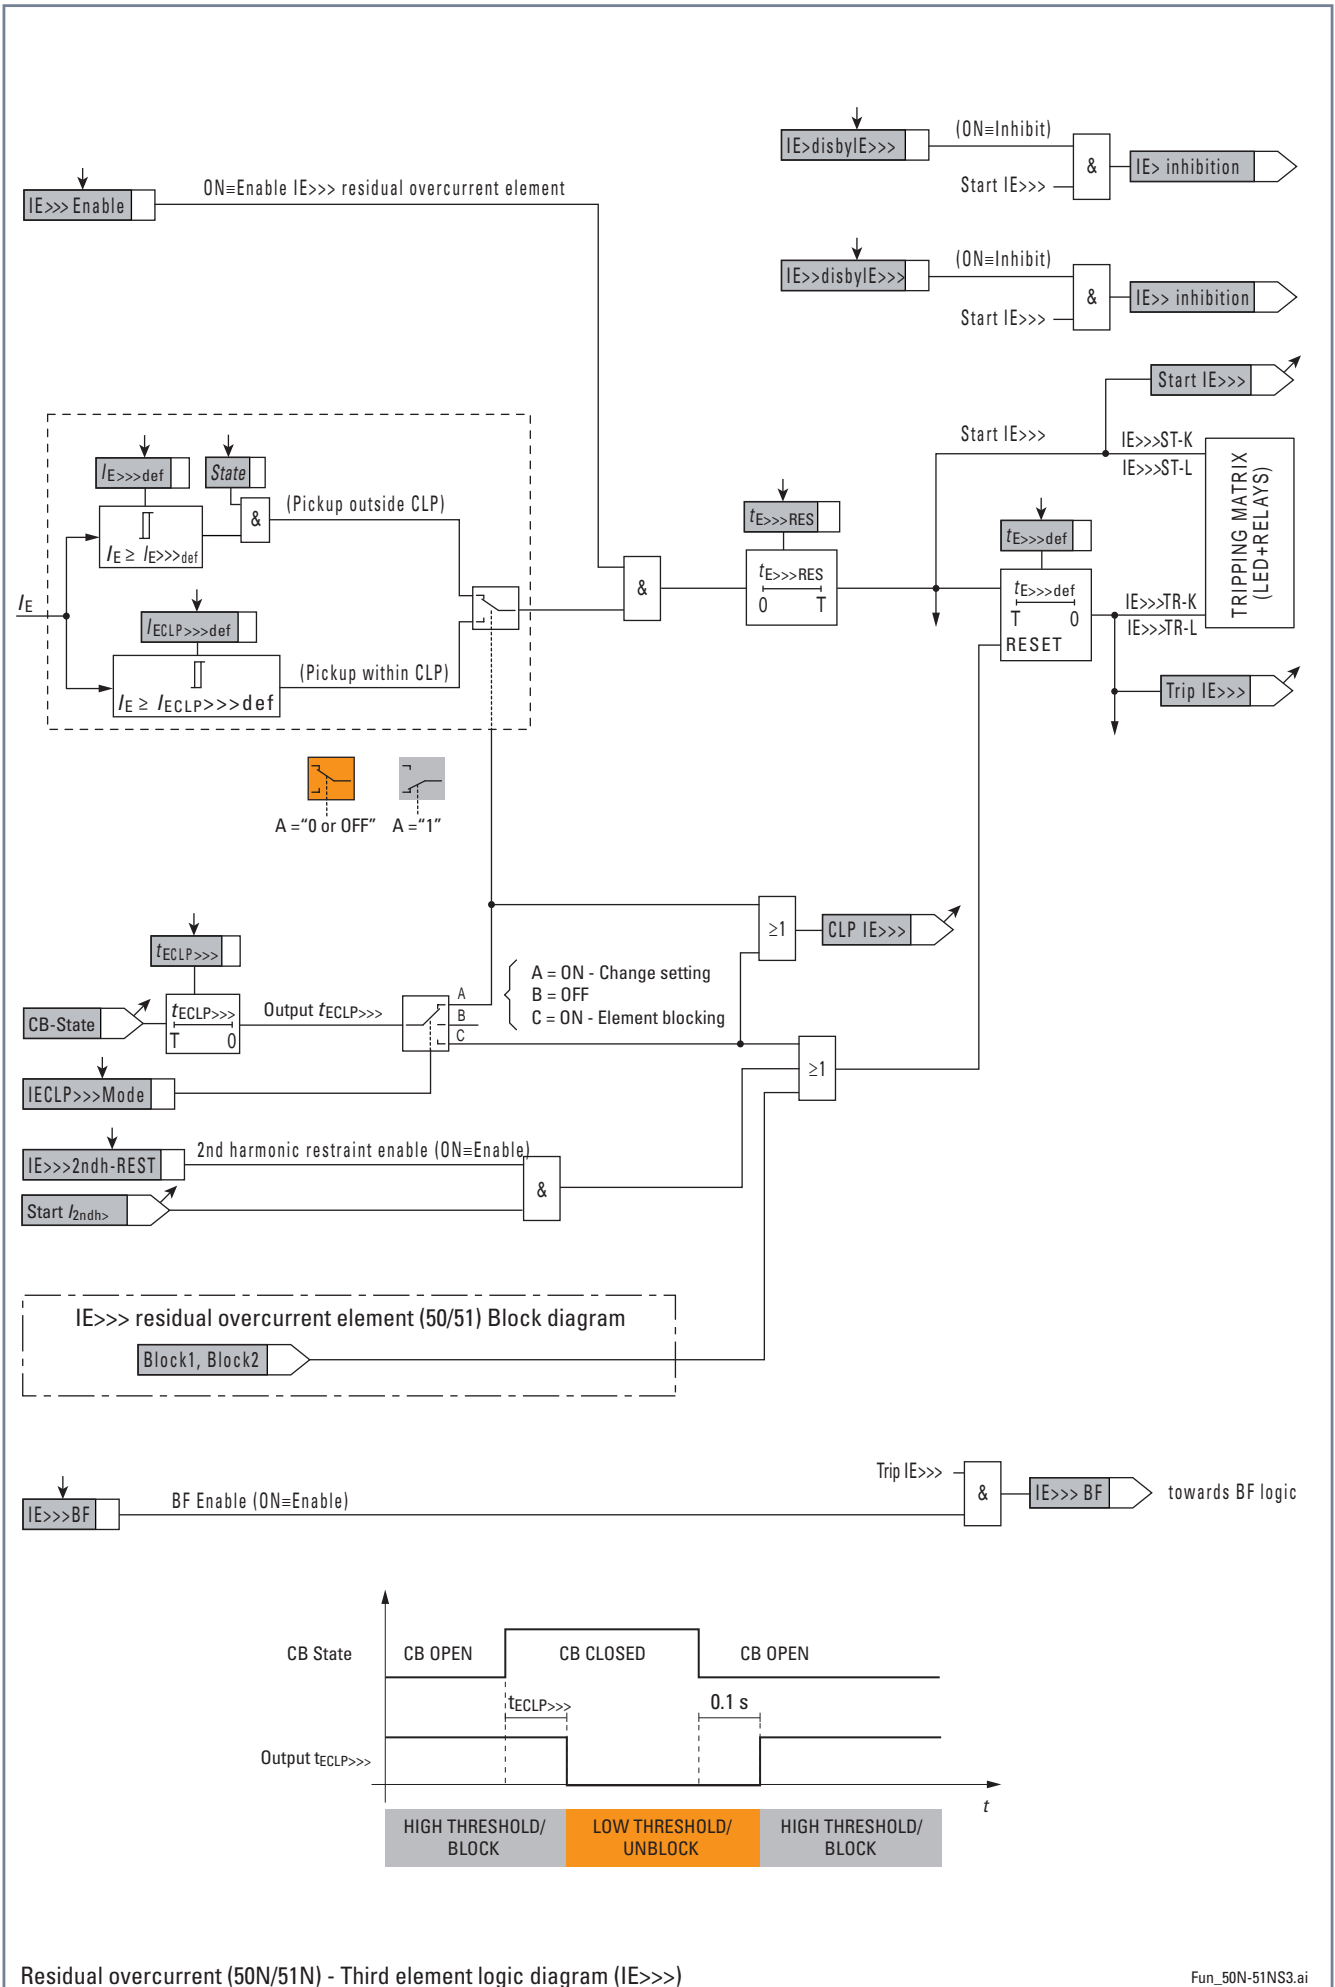 IE>disbyIE>>>
(ON≡Inhibit)
&
Start IE>>>
IE> inhibition
IE>>> Enable
ON≡Enable IE>>> residual overcurrent element
IE>>disbyIE>>>
(ON≡Inhibit)
&
Start IE>>>
IE>> inhibition
Start IE>>>
Start IE>>>
IE>>>ST-K
IE>>>ST-L
TRIPPING MATRIX
(LED+RELAYS)
IE>>>def
State
(Pickup outside CLP)
&
IE ≥ IE>>>def
tE>>>RES
tE>>>def
tE>>>RES
0 T
tE>>>def
T 0
RESET
&
IE
IE>>>TR-K
IE>>>TR-L
IECLP>>>def
(Pickup within CLP)
IE ≥ IECLP>>>def
Trip IE>>>
A ="0 or OFF"
A ="1"
≥1
CLP IE>>>
tECLP>>>
A = ON - Change setting
B = OFF
C = ON - Element blocking
CB-State
tECLP>>>
T 0
Output tECLP>>>
A
B
C
≥1
IECLP>>>Mode
IE>>>2ndh-REST
2nd harmonic restraint enable (ON≡Enable)
&
Start I2ndh>
IE>>> residual overcurrent element (50/51) Block diagram
Block1, Block2
Trip IE>>>
&
IE>>> BF
towards BF logic
IE>>>BF
BF Enable (ON≡Enable)
CB State
CB OPEN
CB CLOSED
CB OPEN
tECLP>>>
0.1 s
Output tECLP>>>
t
HIGH THRESHOLD/
BLOCK
LOW THRESHOLD/
UNBLOCK
HIGH THRESHOLD/
BLOCK
Residual overcurrent (50N/51N) - Third element logic diagram (IE>>>)
Fun_50N-51NS3.ai